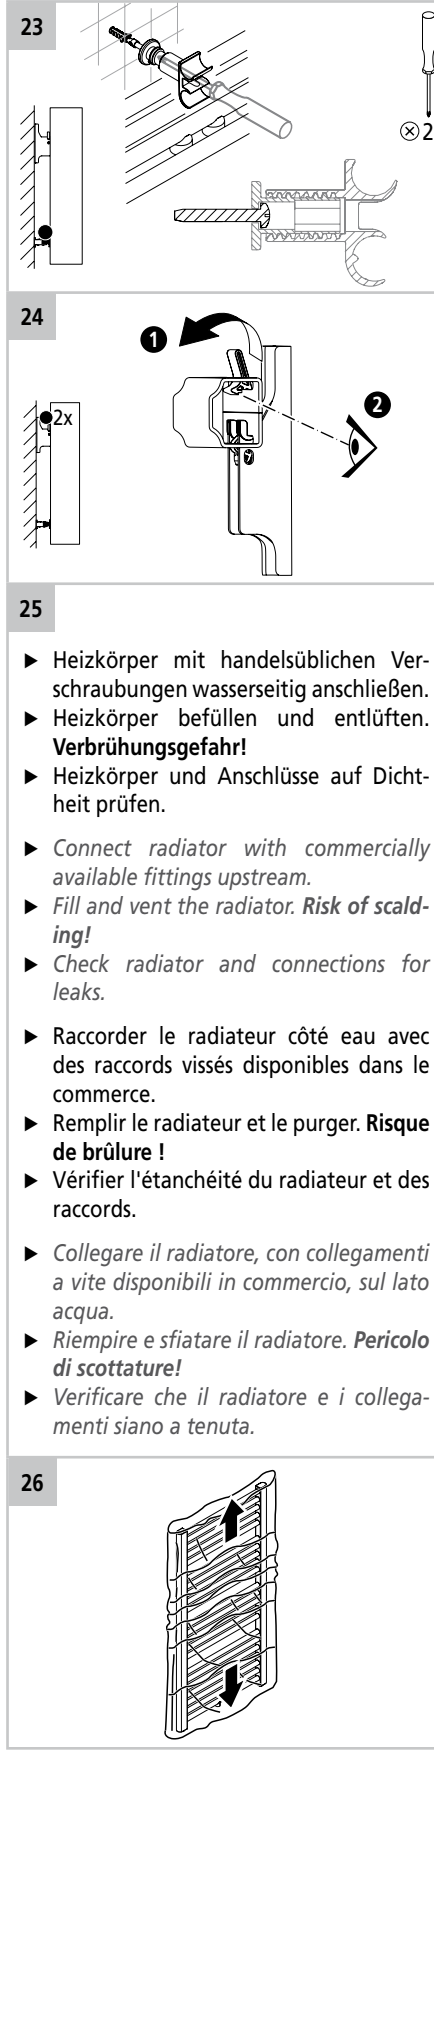 23
⊗ 2
24
1
2
2x
25
▶ Heizkörper mit handelsüblichen Ver-
schraubungen wasserseitig anschließen.
▶ Heizkörper befüllen und entlüften.
Verbrühungsgefahr!
▶ Heizkörper und Anschlüsse auf Dicht-
heit prüfen.
▶ Connect radiator with commercially
available fittings upstream.
▶ Fill and vent the radiator. Risk of scald-
ing!
▶ Check radiator and connections for
leaks.
▶ Raccorder le radiateur côté eau avec
des raccords vissés disponibles dans le
commerce.
▶ Remplir le radiateur et le purger. Risque
de brûlure !
▶ Vérifier l'étanchéité du radiateur et des
raccords.
▶ Collegare il radiatore, con collegamenti
a vite disponibili in commercio, sul lato
acqua.
▶ Riempire e sfiatare il radiatore. Pericolo
di scottature!
▶ Verificare che il radiatore e i collega-
menti siano a tenuta.
26